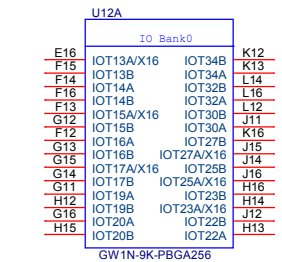 U12A
IO Bank0
E16 IOT13A/X16 IOT34B K12
F15 IOT13B IOT34A K13
F14 IOT14A IOT32B L14
F16 IOT14B IOT32A L16
F13 IOT15A/X16 IOT30B L12
G12 IOT15B IOT30A J11
F12 IOT16A IOT27B K16
G13 IOT16B IOT27A/X16 J15
G15 IOT17A/X16 IOT25B J14
G14 IOT17B IOT25A/X16 J16
G11 IOT19A IOT23B H16
H12 IOT19B IOT23A/X16 H14
G16 IOT20A IOT22B J12
H15 IOT20B IOT22A H13
GW1N-9K-PBGA256